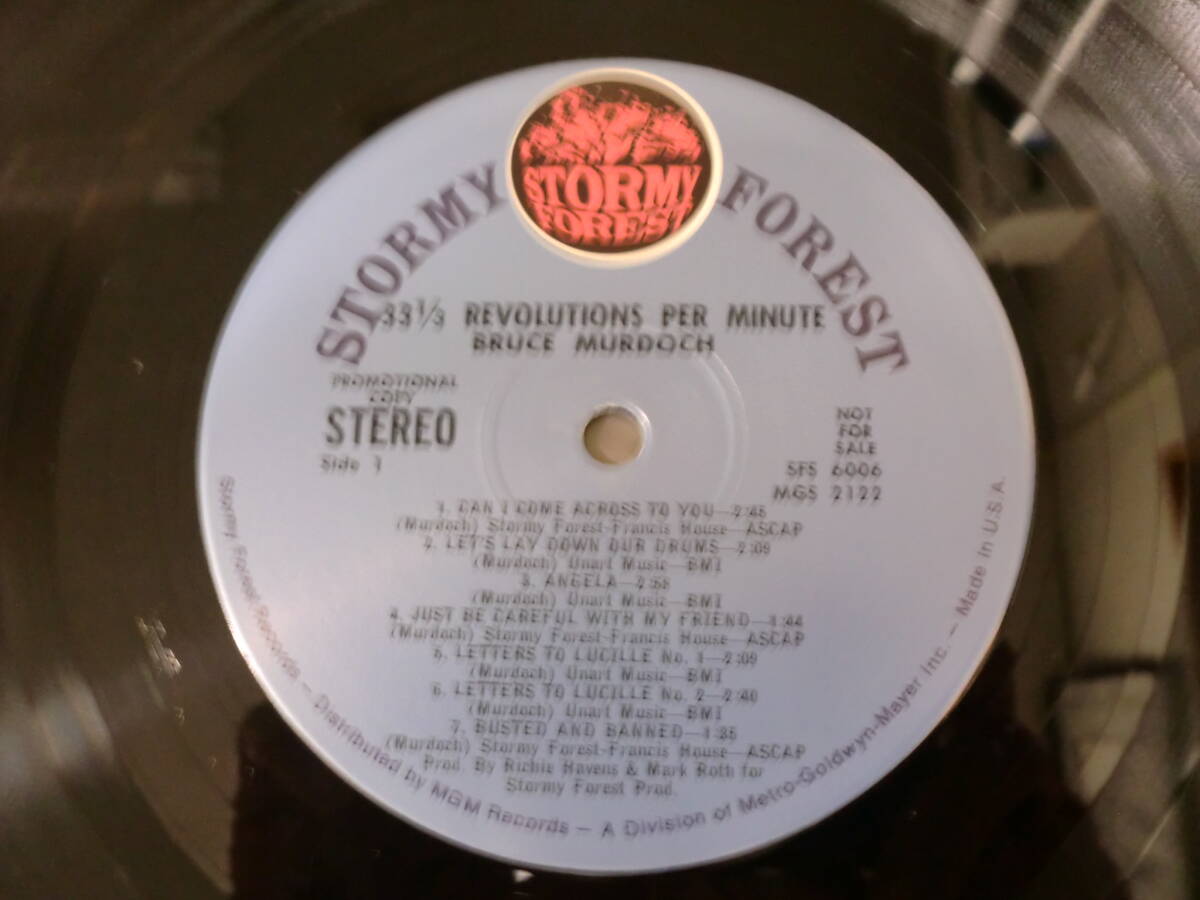 STORMY FOREST
STORMY
FOREST
33⅓ REVOLUTIONS PER MINUTE
BRUCE MURDOCH
PROMOTIONAL
COPY
STEREO
Side 1
NOT
FOR
SALE
SFS 6006
MGS 2122
1. CAN I COME ACROSS TO YOU—2:45
(Murdoch) Stormy Forest-Francis House—ASCAP
2. LET'S LAY DOWN OUR DRUMS—2:09
(Murdoch) Unart Music—BMI
3. ANGELA—2:58
(Murdoch) Unart Music—BMI
4. JUST BE CAREFUL WITH MY FRIEND—1:44
(Murdoch) Stormy Forest-Francis House—ASCAP
5. LETTERS TO LUCILLE No. 1—2:09
(Murdoch) Unart Music—BMI
6. LETTERS TO LUCILLE No. 2—2:40
(Murdoch) Unart Music—BMI
7. BUSTED AND BANNED—1:35
(Murdoch) Stormy Forest-Francis House—ASCAP
Prod. By Richie Havens & Mark Roth for
Stormy Forest Prod.
Stormy Forest Records – Distributed by MGM Records – A Division of Metro-Goldwyn-Mayer Inc. – Made in U.S.A.